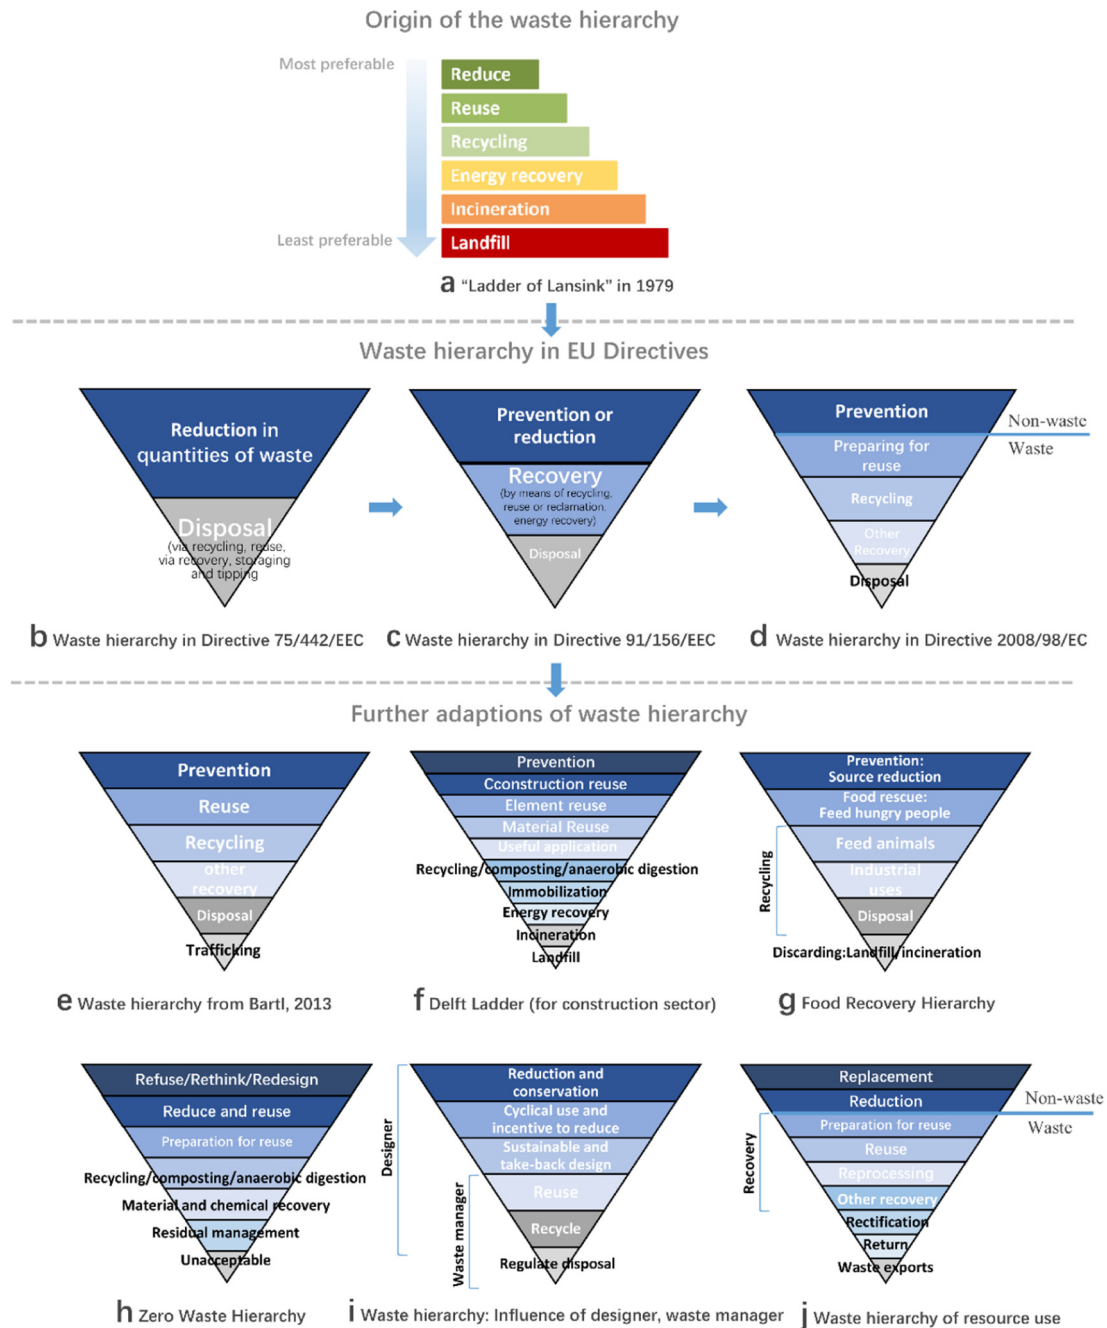 Origin of the waste hierarchy
Most preferable
Reduce
Reuse
Recycling
Energy recovery
Incineration
Least preferable
Landfill
a "Ladder of Lansink" in 1979
Waste hierarchy in EU Directives
Reduction in
quantities of waste
Disposal
(via recycling, reuse,
via recovery, storaging
and tipping
b Waste hierarchy in Directive 75/442/EEC
Prevention or
reduction
Recovery
(by means of recycling,
reuse or reclamation,
energy recovery)
Disposal
c Waste hierarchy in Directive 91/156/EEC
Prevention
Non-waste
Waste
Preparing for
reuse
Recycling
Other
Recovery
Disposal
d Waste hierarchy in Directive 2008/98/EC
Further adaptions of waste hierarchy
Prevention
Reuse
Recycling
other
recovery
Disposal
Trafficking
e Waste hierarchy from Bartl, 2013
Prevention
Cconstruction reuse
Element reuse
Material Reuse
Useful application
Recycling/composting/anaerobic digestion
Immobilization
Energy recovery
Incineration
Landfill
f Delft Ladder (for construction sector)
Prevention:
Source reduction
Food rescue:
Feed hungry people
Recycling
Feed animals
Industrial
uses
Disposal
Discarding:Landfill/incineration
g Food Recovery Hierarchy
Refuse/Rethink/Redesign
Reduce and reuse
Preparation for reuse
Recycling/composting/anaerobic digestion
Material and chemical recovery
Residual management
Unacceptable
h Zero Waste Hierarchy
Designer
Waste manager
Reduction and
conservation
Cyclical use and
incentive to reduce
Sustainable and
take-back design
Reuse
Recycle
Regulate disposal
i Waste hierarchy: Influence of designer, waste manager
Replacement
Reduction
Non-waste
Waste
Recovery
Preparation for reuse
Reuse
Reprocessing
Other recovery
Rectification
Return
Waste exports
j Waste hierarchy of resource use